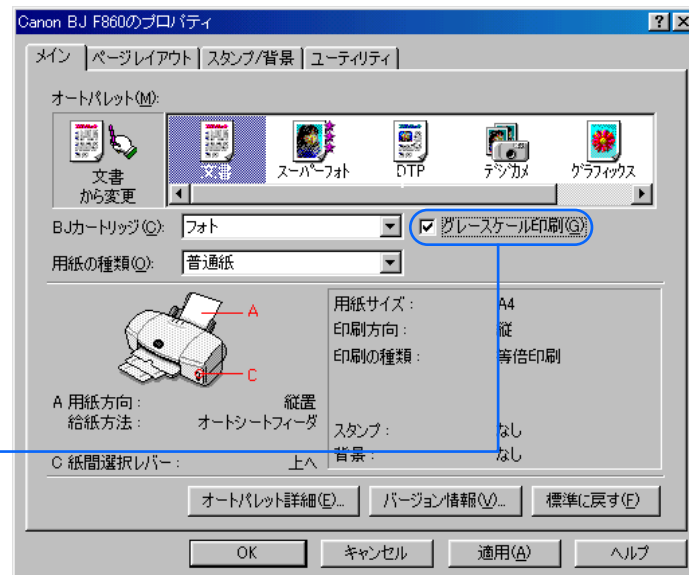 Canon BJ F860のプロパティ
メイン ページレイアウト スタンプ/背景 ユーティリティ
オートパレット(M):
文書
から変更
文書 スーパーフォト DTP デジカメ グラフィックス
BJカートリッジ(C): フォト グレースケール印刷(G)
用紙の種類(O): 普通紙
A
C
A 用紙方向: 縦置
給紙方法: オートシートフィーダ
C 紙間選択レバー: 上へ
用紙サイズ: A4
印刷方向: 縦
印刷の種類: 等倍印刷
スタンプ: なし
背景: なし
オートパレット詳細(E)... バージョン情報(V)... 標準に戻す(F)
OK キャンセル 適用(A) ヘルプ